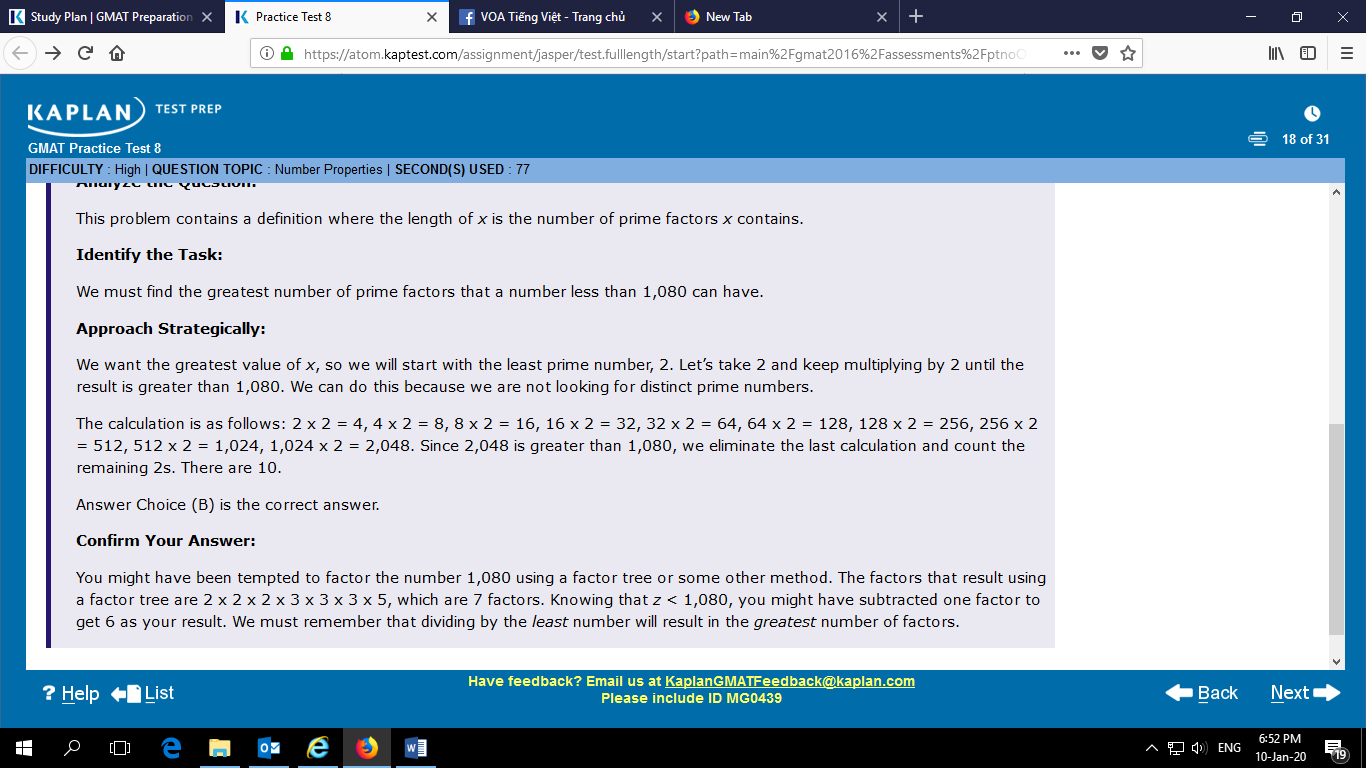 Study Plan | GMAT Preparation
Practice Test 8
VOA Tiếng Việt - Trang chủ
New Tab
https://atom.kaptest.com/assignment/jasper/test.fulllength/start?path=main%2Fgmat2016%2Fassessments%2Fptno
KAPLAN TEST PREP
GMAT Practice Test 8
18 of 31
DIFFICULTY : High | QUESTION TOPIC : Number Properties | SECOND(S) USED : 77
Analyze the Question:
This problem contains a definition where the length of x is the number of prime factors x contains.
Identify the Task:
We must find the greatest number of prime factors that a number less than 1,080 can have.
Approach Strategically:
We want the greatest value of x, so we will start with the least prime number, 2. Let’s take 2 and keep multiplying by 2 until the
result is greater than 1,080. We can do this because we are not looking for distinct prime numbers.
The calculation is as follows: 2 x 2 = 4, 4 x 2 = 8, 8 x 2 = 16, 16 x 2 = 32, 32 x 2 = 64, 64 x 2 = 128, 128 x 2 = 256, 256 x 2
= 512, 512 x 2 = 1,024, 1,024 x 2 = 2,048. Since 2,048 is greater than 1,080, we eliminate the last calculation and count the
remaining 2s. There are 10.
Answer Choice (B) is the correct answer.
Confirm Your Answer:
You might have been tempted to factor the number 1,080 using a factor tree or some other method. The factors that result using
a factor tree are 2 x 2 x 2 x 3 x 3 x 3 x 5, which are 7 factors. Knowing that z < 1,080, you might have subtracted one factor to
get 6 as your result. We must remember that dividing by the least number will result in the greatest number of factors.
? Help
List
Have feedback? Email us at KaplanGMATFeedback@kaplan.com
Please include ID MG0439
Back
Next
ENG
6:52 PM
10-Jan-20
19